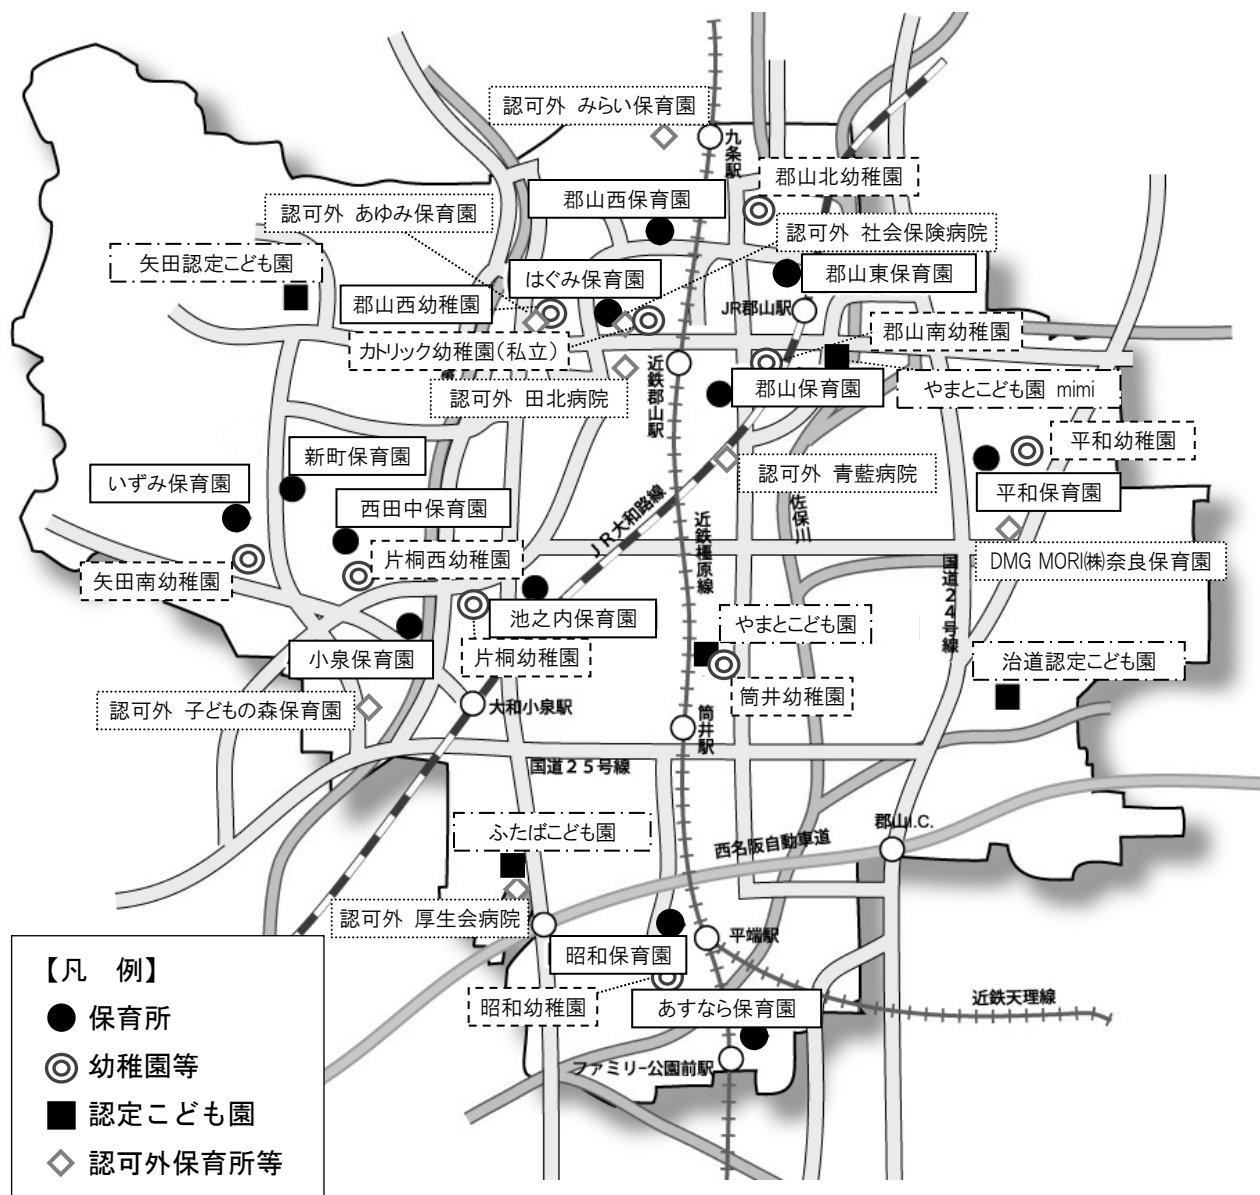 認可外 みらい保育園
九条駅
郡山北幼稚園
郡山西保育園
認可外 あゆみ保育園
認可外 社会保険病院
矢田認定こども園
はぐみ保育園
郡山東保育園
郡山西幼稚園
JR郡山駅
カトリック幼稚園(私立)
郡山南幼稚園
近鉄郡山駅
郡山保育園
やまとこども園 mimi
認可外 田北病院
平和幼稚園
新町保育園
認可外 青藍病院
いずみ保育園
平和保育園
西田中保育園
JR大和路線
近鉄橿原線
佐保川
片桐西幼稚園
国道24号線
DMG MORI㈱奈良保育園
矢田南幼稚園
池之内保育園
やまとこども園
小泉保育園
片桐幼稚園
治道認定こども園
筒井幼稚園
認可外 子どもの森保育園
大和小泉駅
筒井駅
国道25号線
ふたばこども園
郡山I.C.
西名阪自動車道
認可外 厚生会病院
平端駅
昭和保育園
昭和幼稚園
あすなら保育園
近鉄天理線
ファミリー公園前駅
【凡 例】
保育所
幼稚園等
認定こども園
認可外保育所等